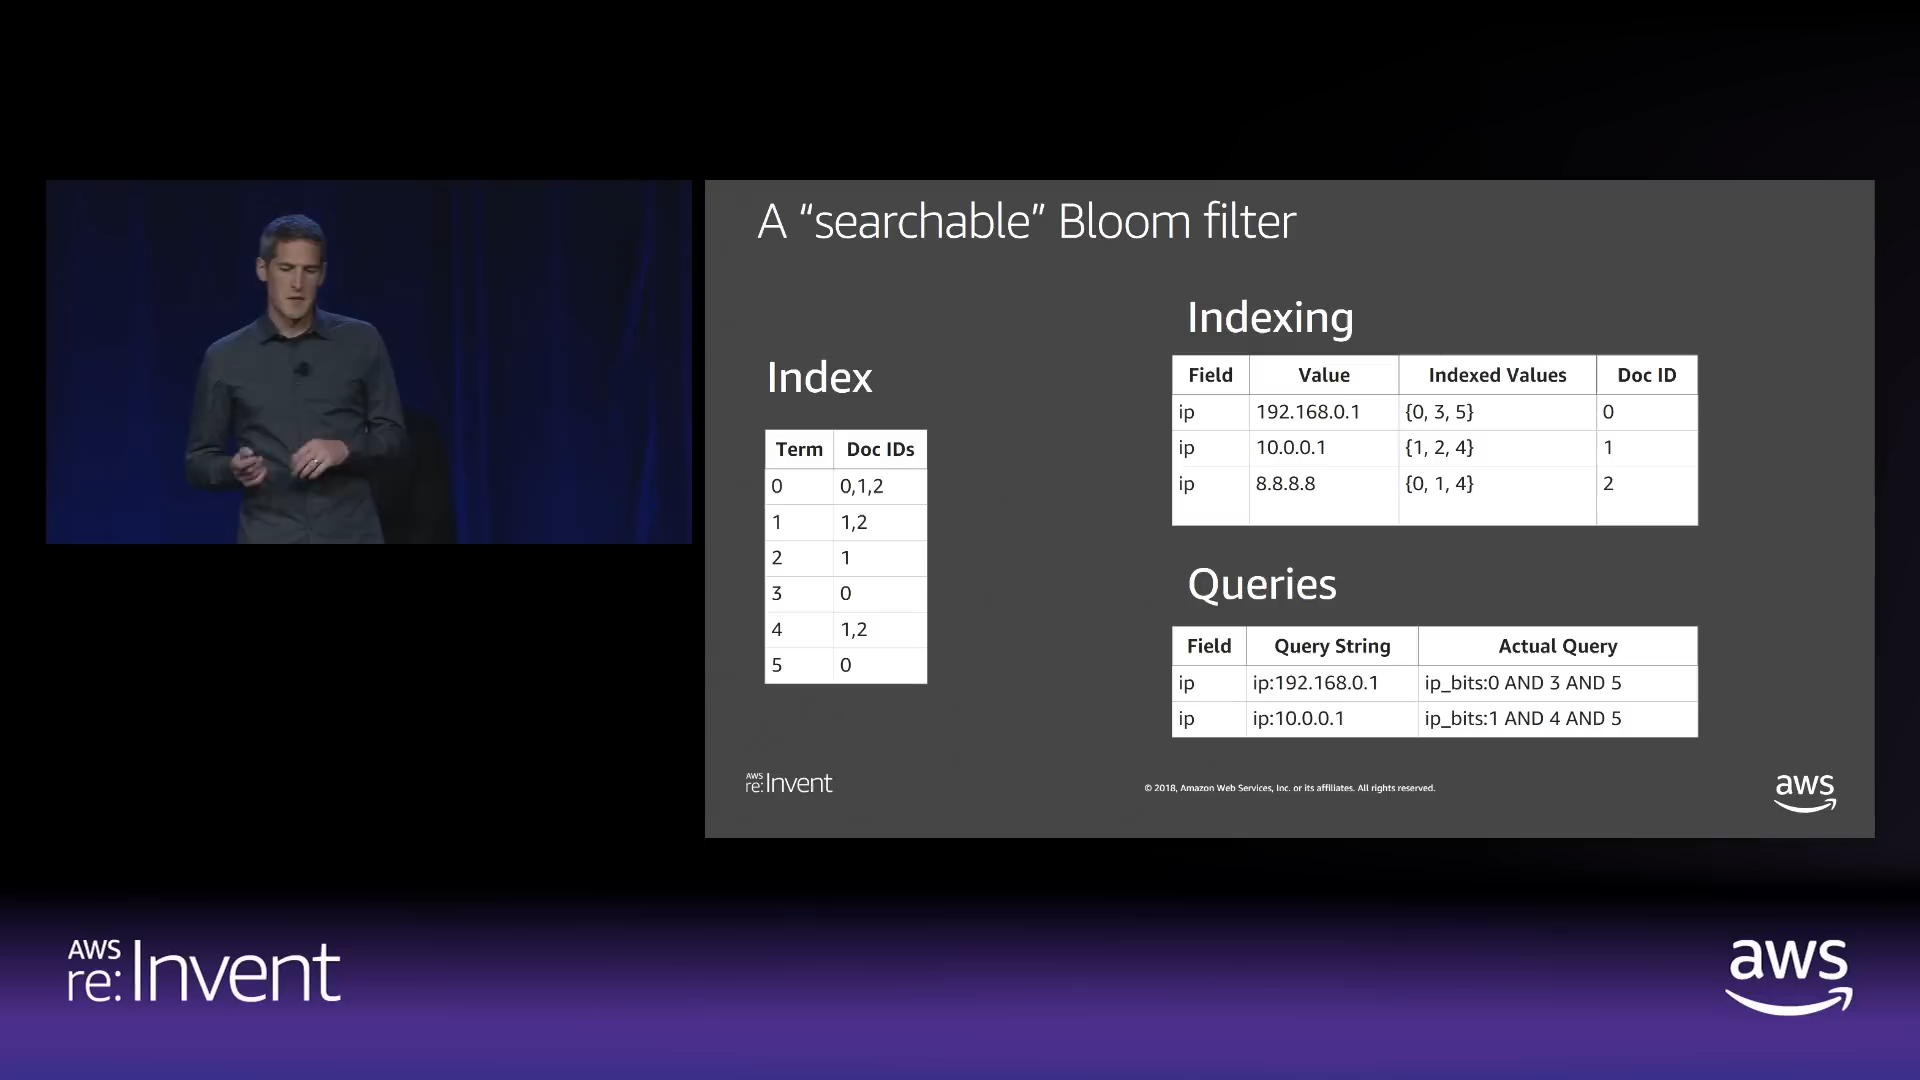 A “searchable” Bloom filter
Index
Term Doc IDs
0 0,1,2
1 1,2
2 1
3 0
4 1,2
5 0
Indexing
Field Value Indexed Values Doc ID
ip 192.168.0.1 {0, 3, 5} 0
ip 10.0.0.1 {1, 2, 4} 1
ip 8.8.8.8 {0, 1, 4} 2
Queries
Field Query String Actual Query
ip ip:192.168.0.1 ip_bits:0 AND 3 AND 5
ip ip:10.0.0.1 ip_bits:1 AND 4 AND 5
AWS
re:Invent
© 2018, Amazon Web Services, Inc. or its affiliates. All rights reserved.
aws
AWS
re:Invent
aws